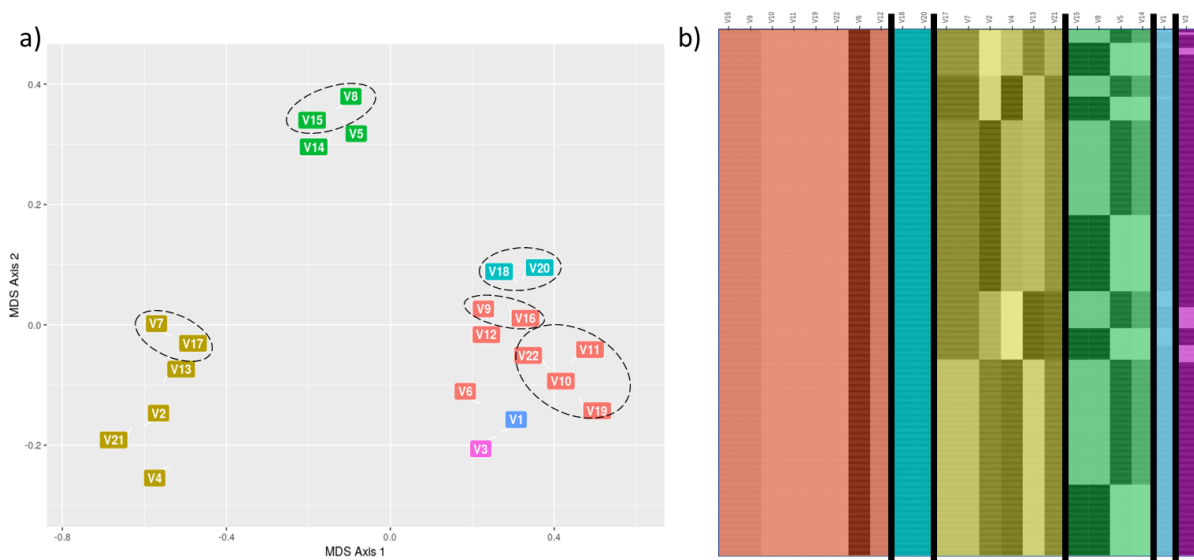 a)
0.4
0.2
0.0
-0.2
-0.8
-0.4
0.0
0.4
MDS Axis 2
MDS Axis 1
V8
V15
V5
V14
V18
V20
V9
V16
V12
V22
V11
V10
V6
V19
V1
V3
V7
V17
V13
V2
V21
V4
b)
V16 V9 V10 V11 V19 V22 V6 V12 V18 V20 V17 V7 V2 V4 V13 V21 V15 V8 V5 V14 V1 V3